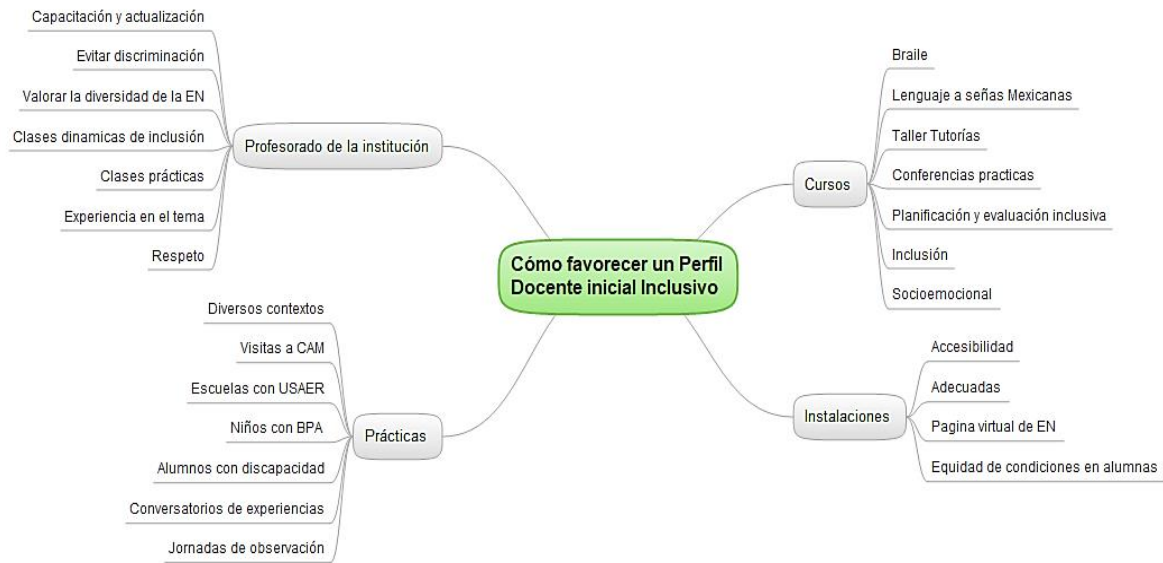 Cómo favorecer un Perfil
Docente inicial Inclusivo
Profesorado de la institución
Capacitación y actualización
Evitar discriminación
Valorar la diversidad de la EN
Clases dinamicas de inclusión
Clases prácticas
Experiencia en el tema
Respeto
Prácticas
Diversos contextos
Visitas a CAM
Escuelas con USAER
Niños con BPA
Alumnos con discapacidad
Conversatorios de experiencias
Jornadas de observación
Cursos
Braile
Lenguaje a señas Mexicanas
Taller Tutorías
Conferencias practicas
Planificación y evaluación inclusiva
Inclusión
Socioemocional
Instalaciones
Accesibilidad
Adecuadas
Pagina virtual de EN
Equidad de condiciones en alumnas